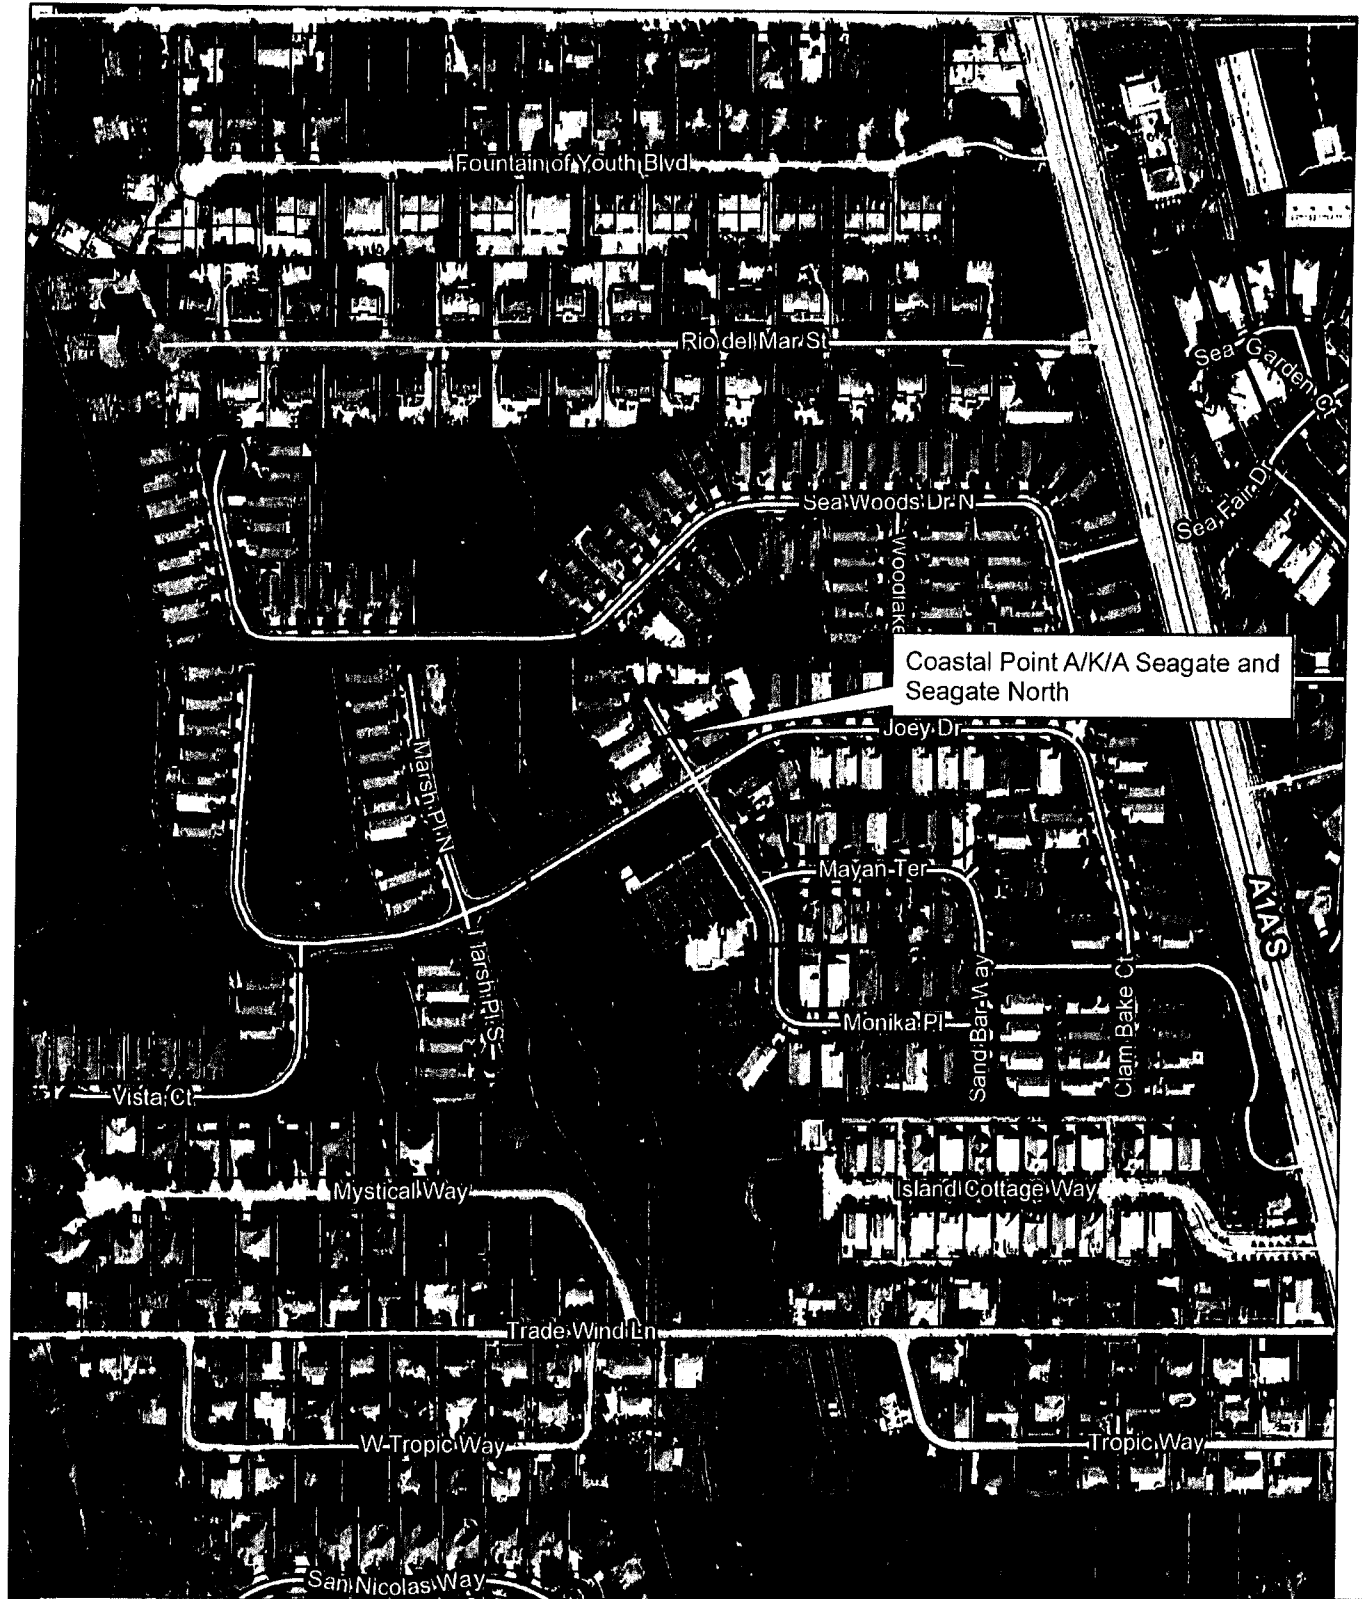 Fountain of Youth Blvd
Rio del Mar St
Sea Garden Ct
Sea Fair Dr
Sea Woods Dr N
Woodlake
Coastal Point A/K/A Seagate and
Seagate North
Joey Dr
Marsh Pl N
Mayan Ter
A1A S
Marsh Pl S
Sand Bar Way
Clam Bake Ct
Monika Pl
Vista Ct
Mystical Way
Island Cottage Way
Trade Wind Ln
W Tropic Way
Tropic Way
San Nicolas Way